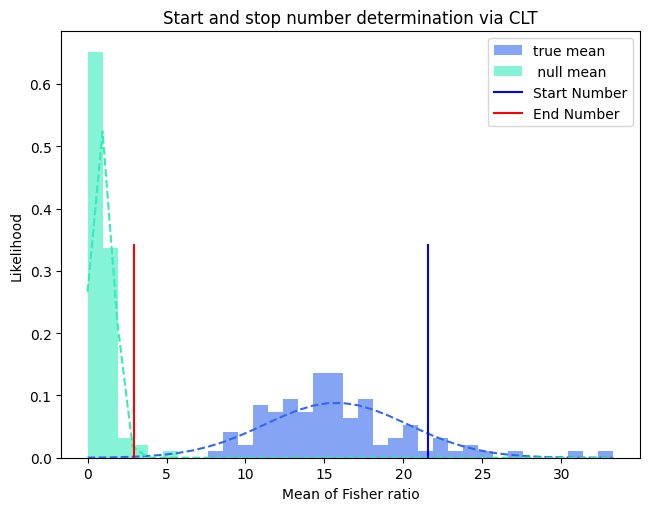 Start and stop number determination via CLT
true mean
null mean
Start Number
End Number
Likelihood
0.6
0.5
0.4
0.3
0.2
0.1
0.0
0 5 10 15 20 25 30
Mean of Fisher ratio